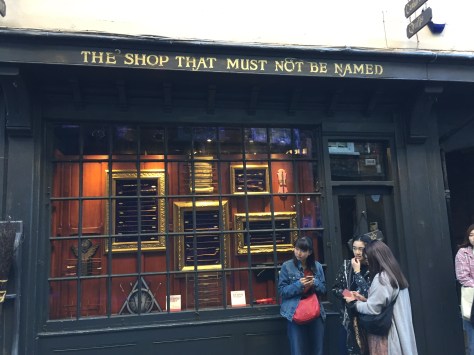 THE SHOP THAT MUST NOT BE NAMED